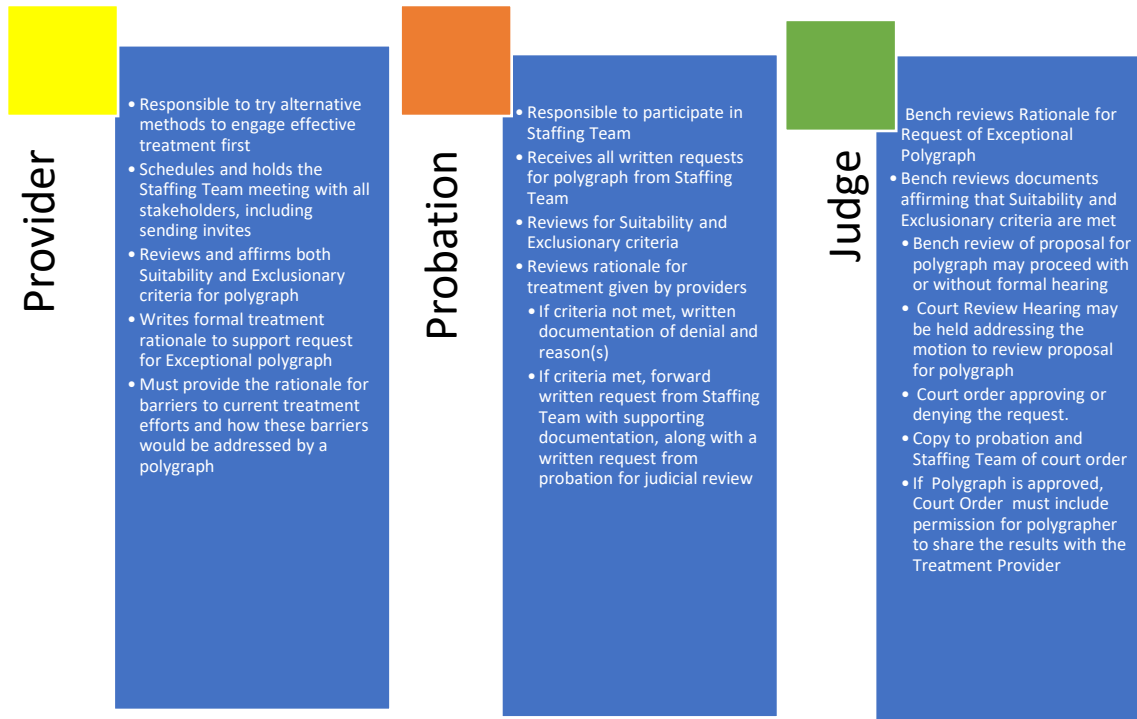 Provider
• Responsible to try alternative
methods to engage effective
treatment first
• Schedules and holds the
Staffing Team meeting with all
stakeholders, including
sending invites
• Reviews and affirms both
Suitability and Exclusionary
criteria for polygraph
• Writes formal treatment
rationale to support request
for Exceptional polygraph
• Must provide the rationale for
barriers to current treatment
efforts and how these barriers
would be addressed by a
polygraph
Probation
• Responsible to participate in
Staffing Team
• Receives all written requests
for polygraph from Staffing
Team
• Reviews for Suitability and
Exclusionary criteria
• Reviews rationale for
treatment given by providers
• If criteria not met, written
documentation of denial and
reason(s)
• If criteria met, forward
written request from Staffing
Team with supporting
documentation, along with a
written request from
probation for judicial review
Judge
Bench reviews Rationale for
Request of Exceptional
Polygraph
• Bench reviews documents
affirming that Suitability and
Exclusionary criteria are met
• Bench review of proposal for
polygraph may proceed with
or without formal hearing
• Court Review Hearing may
be held addressing the
motion to review proposal
for polygraph
• Court order approving or
denying the request.
• Copy to probation and
Staffing Team of court order
• If Polygraph is approved,
Court Order must include
permission for polygrapher
to share the results with the
Treatment Provider